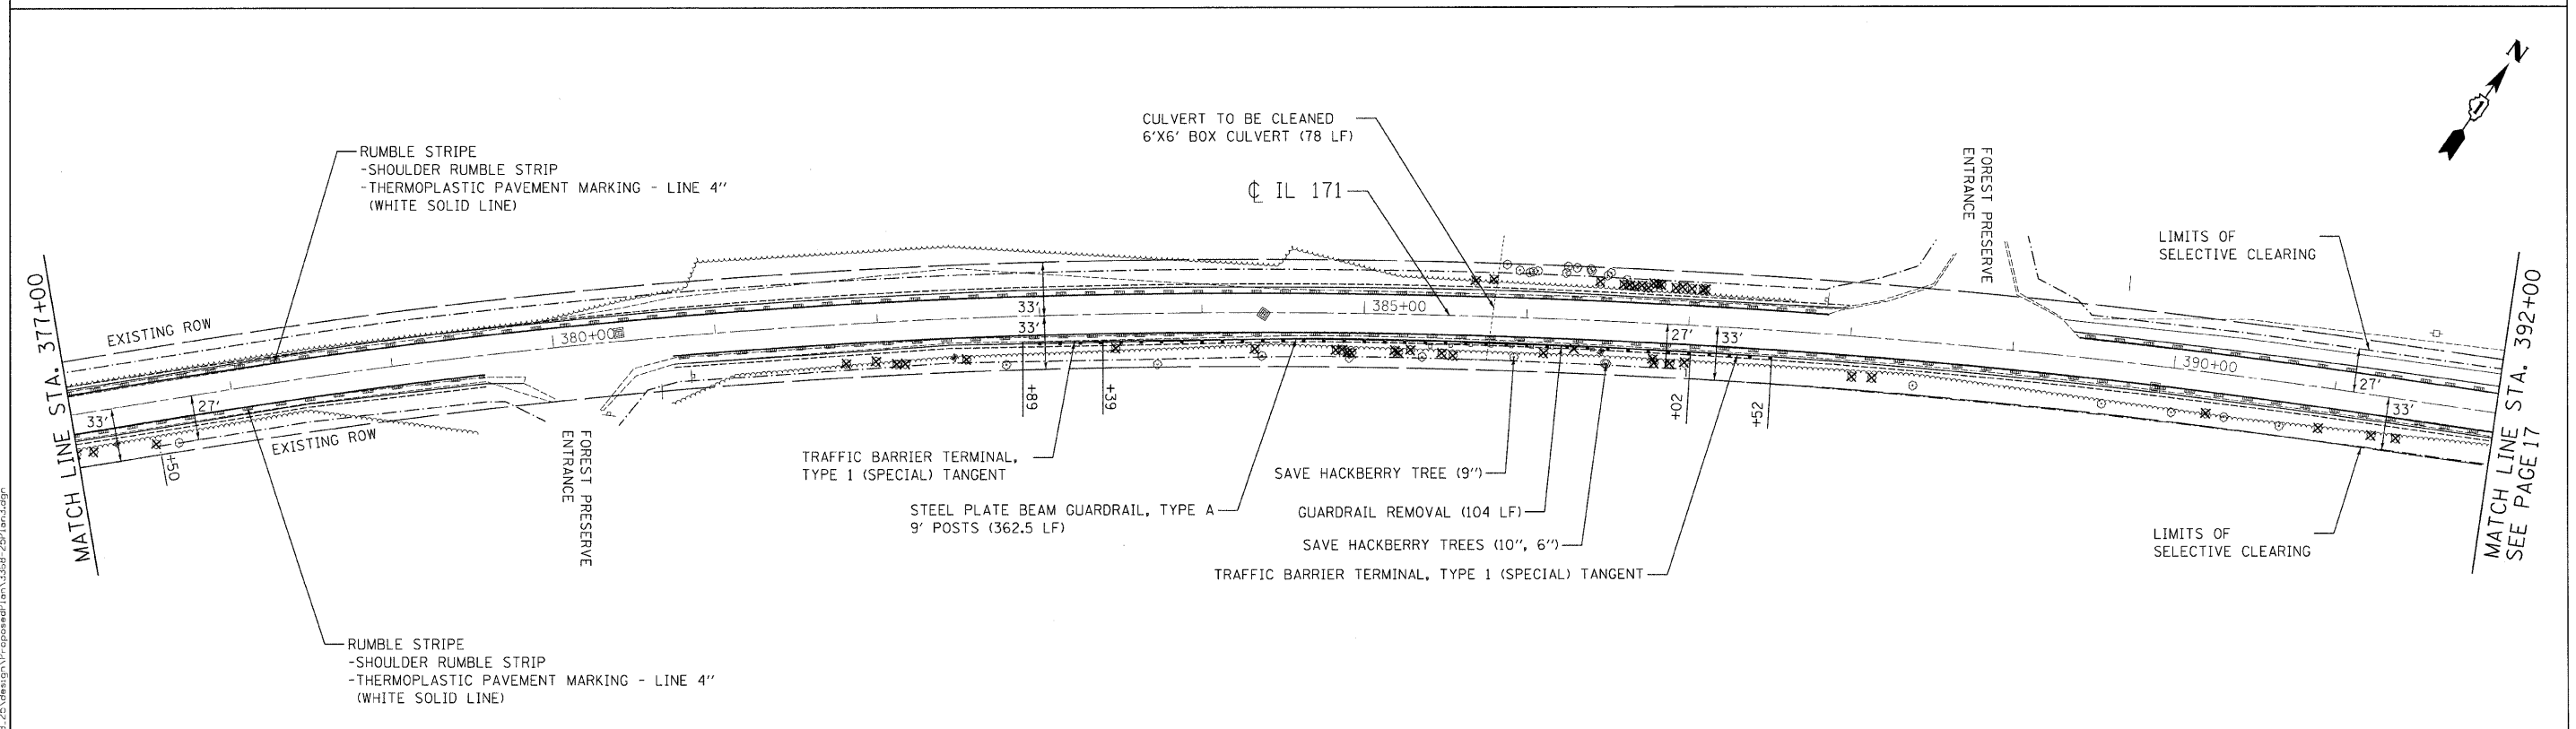 N
CULVERT TO BE CLEANED
6'X6' BOX CULVERT (78 LF)
RUMBLE STRIPE
-SHOULDER RUMBLE STRIP
-THERMOPLASTIC PAVEMENT MARKING - LINE 4"
(WHITE SOLID LINE)
℄ IL 171
FOREST PRESERVE
ENTRANCE
LIMITS OF
SELECTIVE CLEARING
MATCH LINE STA. 377+00
EXISTING ROW
380+00
33'
33'
385+00
27'
33'
390+00
27'
33'
MATCH LINE STA. 392+00
SEE PAGE 17
33'
27'
EXISTING ROW
+50
+89
+39
+02
+52
FOREST PRESERVE
ENTRANCE
TRAFFIC BARRIER TERMINAL,
TYPE 1 (SPECIAL) TANGENT
STEEL PLATE BEAM GUARDRAIL, TYPE A
9' POSTS (362.5 LF)
SAVE HACKBERRY TREE (9")
GUARDRAIL REMOVAL (104 LF)
SAVE HACKBERRY TREES (10", 6")
TRAFFIC BARRIER TERMINAL, TYPE 1 (SPECIAL) TANGENT
LIMITS OF
SELECTIVE CLEARING
RUMBLE STRIPE
-SHOULDER RUMBLE STRIP
-THERMOPLASTIC PAVEMENT MARKING - LINE 4"
(WHITE SOLID LINE)